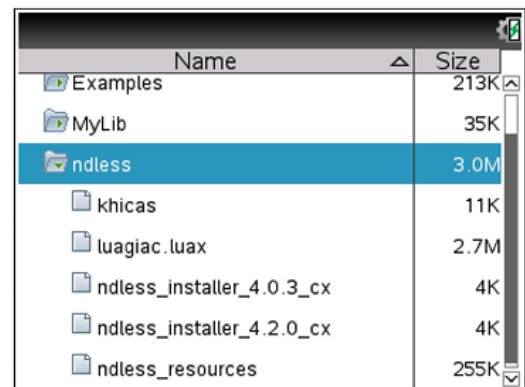 Name Size
Examples 213K
MyLib 35K
ndless 3.0M
khicas 11K
luagiac.luax 2.7M
ndless_installer_4.0.3_cx 4K
ndless_installer_4.2.0_cx 4K
ndless_resources 255K